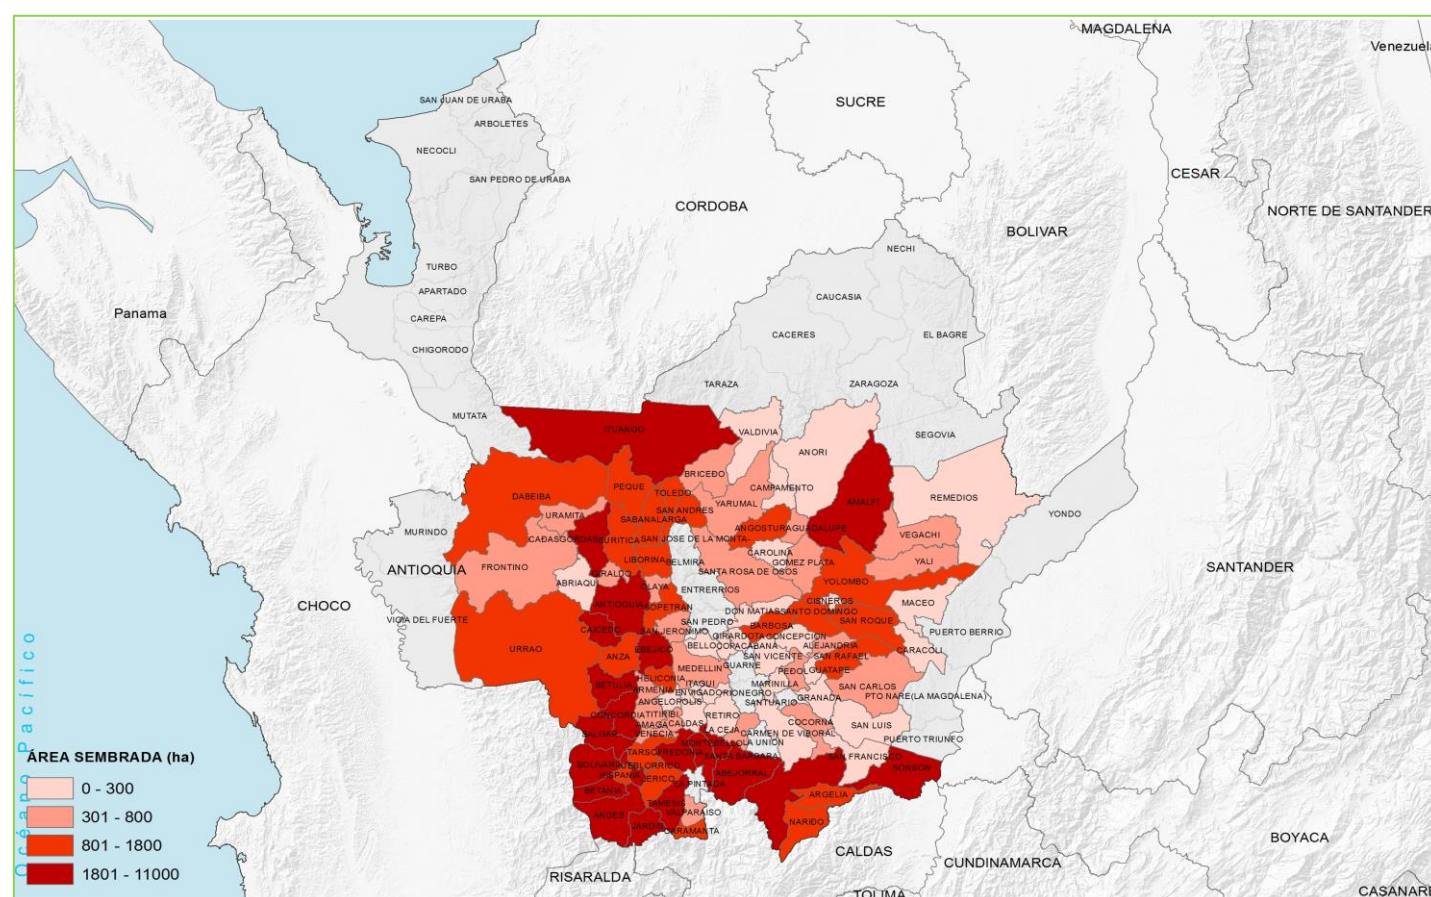 MAGDALENA
Venezuela
SUCRE
SAN JUAN DE URABA
ARBOLETES
NECOCLI
SAN PEDRO DE URABA
CESAR
CORDOBA
NORTE DE SANTANDER
BOLIVAR
NECHI
TURBO
APARTADO
CAUCASIA
Panama
CAREPA
CACERES
EL BAGRE
CHIGORODO
TARAZA
ZARAGOZA
MUTATA
ITUANGO
VALDIVIA
SEGOVIA
ANORI
BRICEÐO
PEQUE
CAMPAMENTO
DABEIBA
TOLEDO
AMALFI
REMEDIOS
YARUMAL
SAN ANDRES
YONDO
URAMITA
SABANALARGA
MURINDO
ANGOSTURA
GUADALUPE
VEGACHI
CAÐASGORDAS
BURITICA
SAN JOSE DE LA MONTA-
CAROLINA
LIBORINA
BELMIRA
GOMEZ PLATA
YALI
FRONTINO
ANTIOQUIA
SANTA ROSA DE OSOS
SANTANDER
GIRALDO
ABRIAQUI
YOLOMBO
OLAYA
ENTRERRIOS
CHOCO
ANTIOQUIA
SOPETRAN
CISNEROS
MACEO
DON MATIAS
SANTO DOMINGO
VIGIA DEL FUERTE
SAN PEDRO
SAN ROQUE
BARBOSA
CAICEDO
SAN JERONIMO
GIRARDOTA
CONCEPCION
PUERTO BERRIO
BELLO
COPACABANA
ALEJANDRIA
URRAO
EBEJICO
CARACOLI
ANZA
SAN VICENTE
SAN RAFAEL
GUARNE
MEDELLIN
PEÐOL
GUATAPE
HELICONIA
BETULIA
ITAGUI
MARINILLA
SAN CARLOS
ARMENIA
ENVIGADO
RIONEGRO
PTO NARE(LA MAGDALENA)
ANGELOPOLIS
SANTUARIO
GRANADA
CONCORDIA
TITIRIBI
RETIRO
AMAGA
CALDAS
COCORNA
SAN LUIS
SALGAR
VENECIA
LA CEJA
CARMEN DE VIBORAL
PUERTO TRIUNFO
MONTEBELLO
LA UNION
TARSO
FREDONIA
SANTA BARBARA
SAN FRANCISCO
BOLIVAR
PUEBLORRICO
SONSON
HISPANIA
JERICO
ABEJORRAL
LA PINTADA
BETANIA
ARGELIA
TAMESIS
VALPARAISO
ANDES
NARIÐO
JARDIN
CARAMANTA
BOYACA
CALDAS
CUNDINAMARCA
RISARALDA
TOLIMA
CASANARE
Océano Pacífico
ÁREA SEMBRADA (ha)
0 - 300
301 - 800
801 - 1800
1801 - 11000